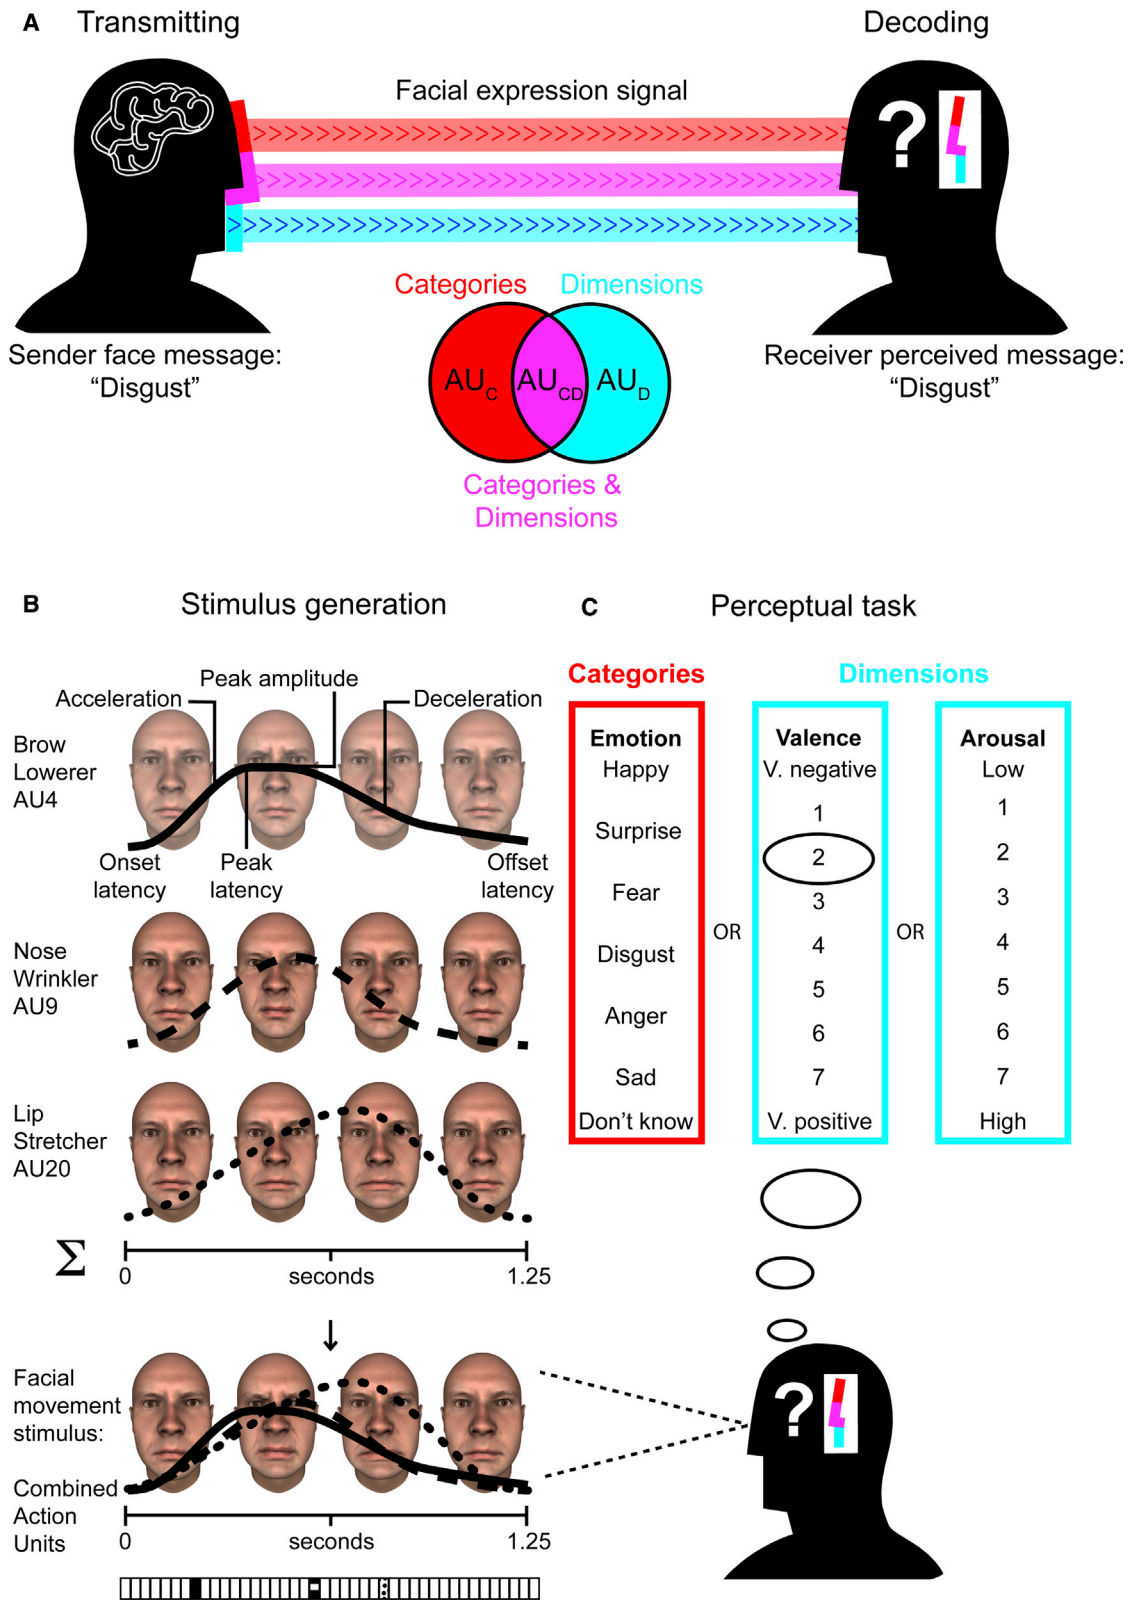 A
Transmitting
Decoding
Facial expression signal
Categories
Dimensions
AUC
AUCD
AUD
Categories &
Dimensions
Sender face message:
“Disgust”
Receiver perceived message:
“Disgust”
B
Stimulus generation
Peak amplitude
Acceleration
Deceleration
Brow
Lowerer
AU4
Onset
latency
Peak
latency
Offset
latency
Nose
Wrinkler
AU9
Lip
Stretcher
AU20
Σ
0
seconds
1.25
Facial
movement
stimulus:
Combined
Action
Units
0
seconds
1.25
C
Perceptual task
Categories
Dimensions
Emotion
Happy
Surprise
Fear
Disgust
Anger
Sad
Don’t know
OR
Valence
V. negative
1
2
3
4
5
6
7
V. positive
OR
Arousal
Low
1
2
3
4
5
6
7
High
?
?